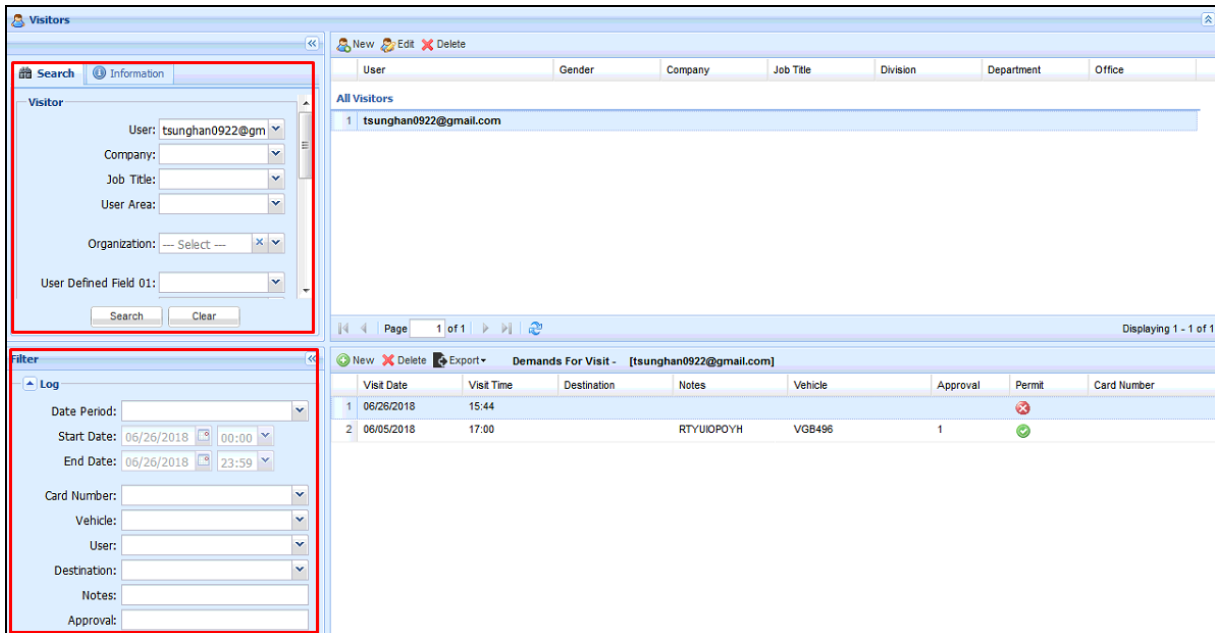 Visitors
Search Information
Visitor
User: tsunghan0922@gm
Company:
Job Title:
User Area:
Organization: --- Select ---
User Defined Field 01:
Search Clear
New Edit Delete
User Gender Company Job Title Division Department Office
All Visitors
1 tsunghan0922@gmail.com
Page 1 of 1 Displaying 1 - 1 of 1
Filter
Log
Date Period:
Start Date: 06/26/2018 00:00
End Date: 06/26/2018 23:59
Card Number:
Vehicle:
User:
Destination:
Notes:
Approval:
New Delete Export Demands For Visit - [tsunghan0922@gmail.com]
Visit Date Visit Time Destination Notes Vehicle Approval Permit Card Number
1 06/26/2018 15:44
2 06/05/2018 17:00 RTYUIOPOYH VGB496 1